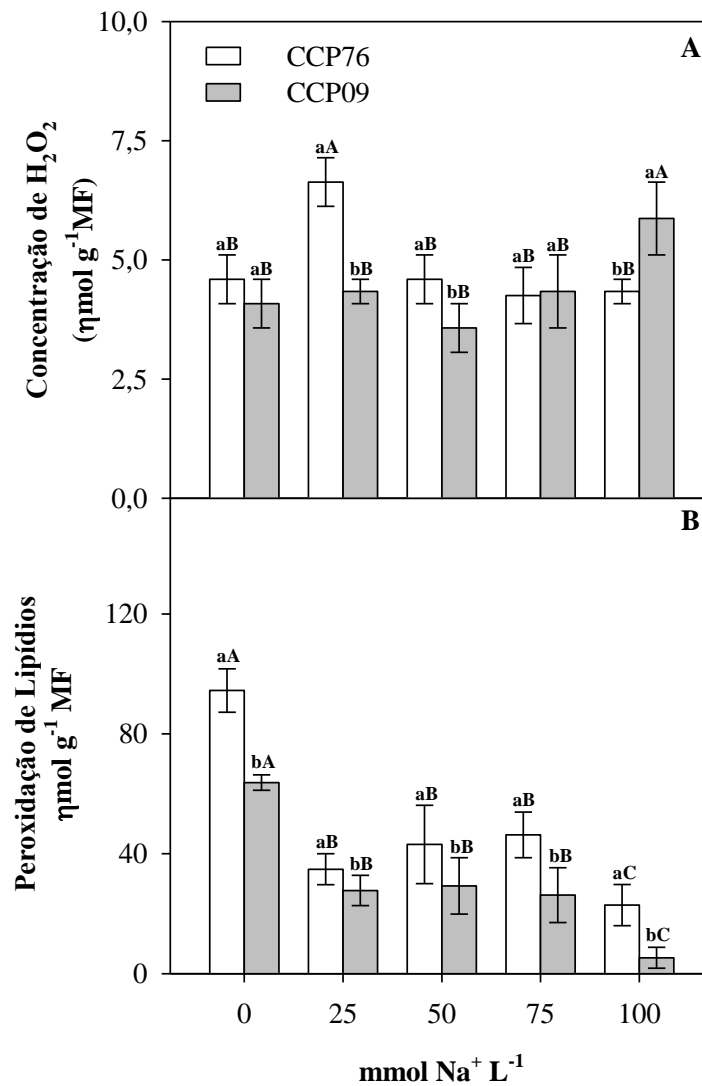 10,0
A
CCP76
CCP09
7,5
5,0
2,5
0,0
Concentração de H₂O₂
(ηmol g⁻¹MF)
aB aB aA bB aB bB aB aB bB aA
B
120
80
40
0
Peroxidação de Lipídios
ηmol g⁻¹ MF
aA bA aB bB aB bB aB bB aC bC
0 25 50 75 100
mmol Na⁺ L⁻¹